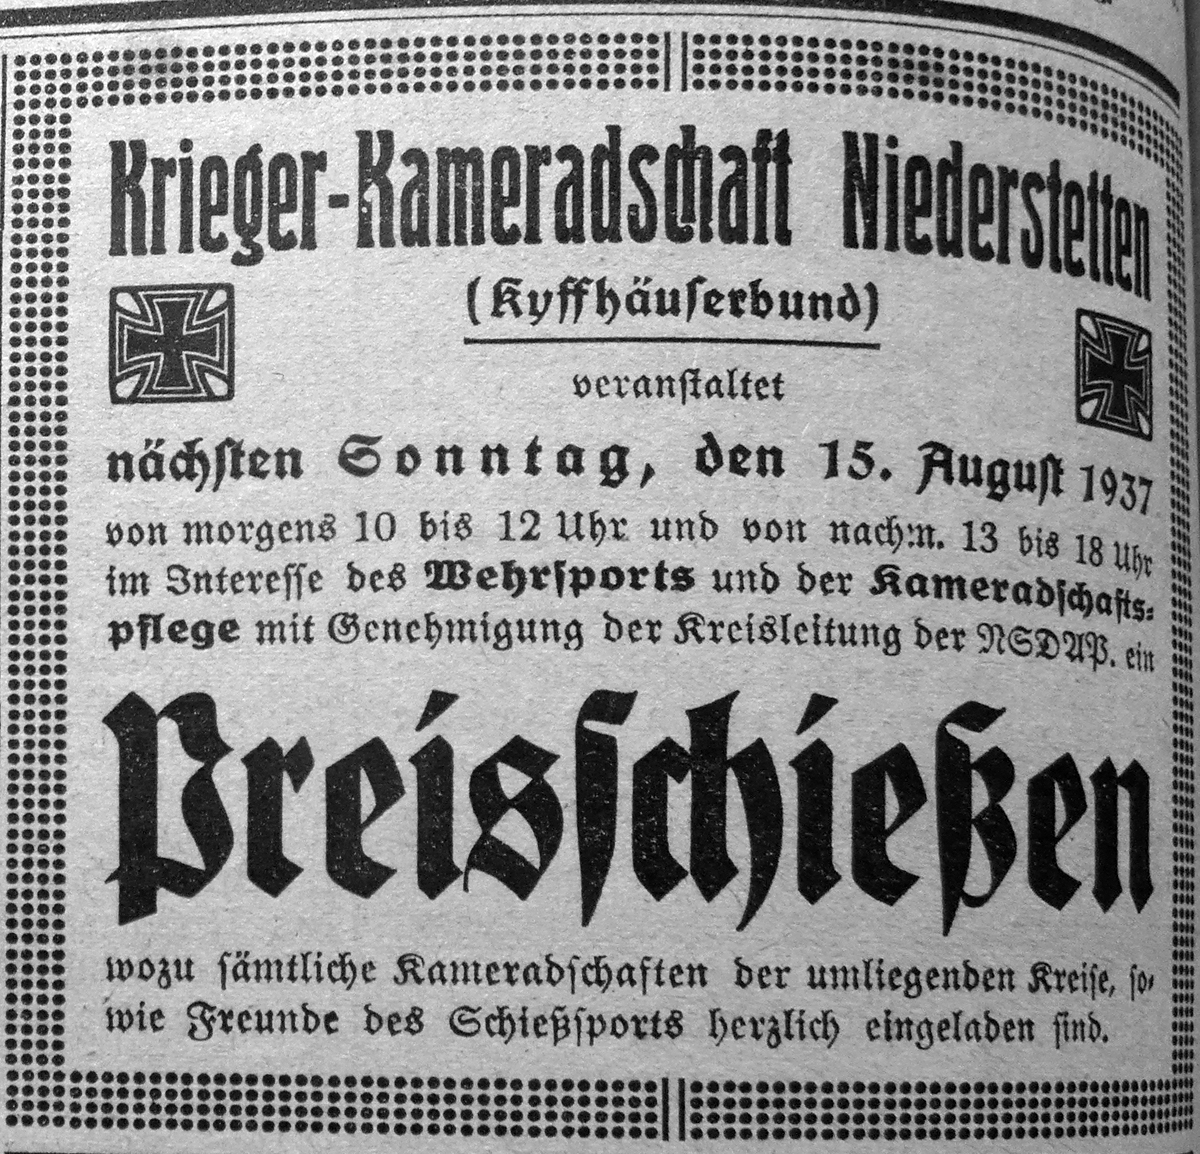 Krieger-Kameradschaft Niederstetten
(Kyffhäuserbund)
veranstaltet
nächsten Sonntag, den 15. August 1937
von morgens 10 bis 12 Uhr und von nachm. 13 bis 18 Uhr
im Interesse des Wehrsports und der Kameradschafts-
pflege mit Genehmigung der Kreisleitung der NSDAP. ein
Preisschießen
wozu sämtliche Kameradschaften der umliegenden Kreise, so-
wie Freunde des Schießsports herzlich eingeladen sind.